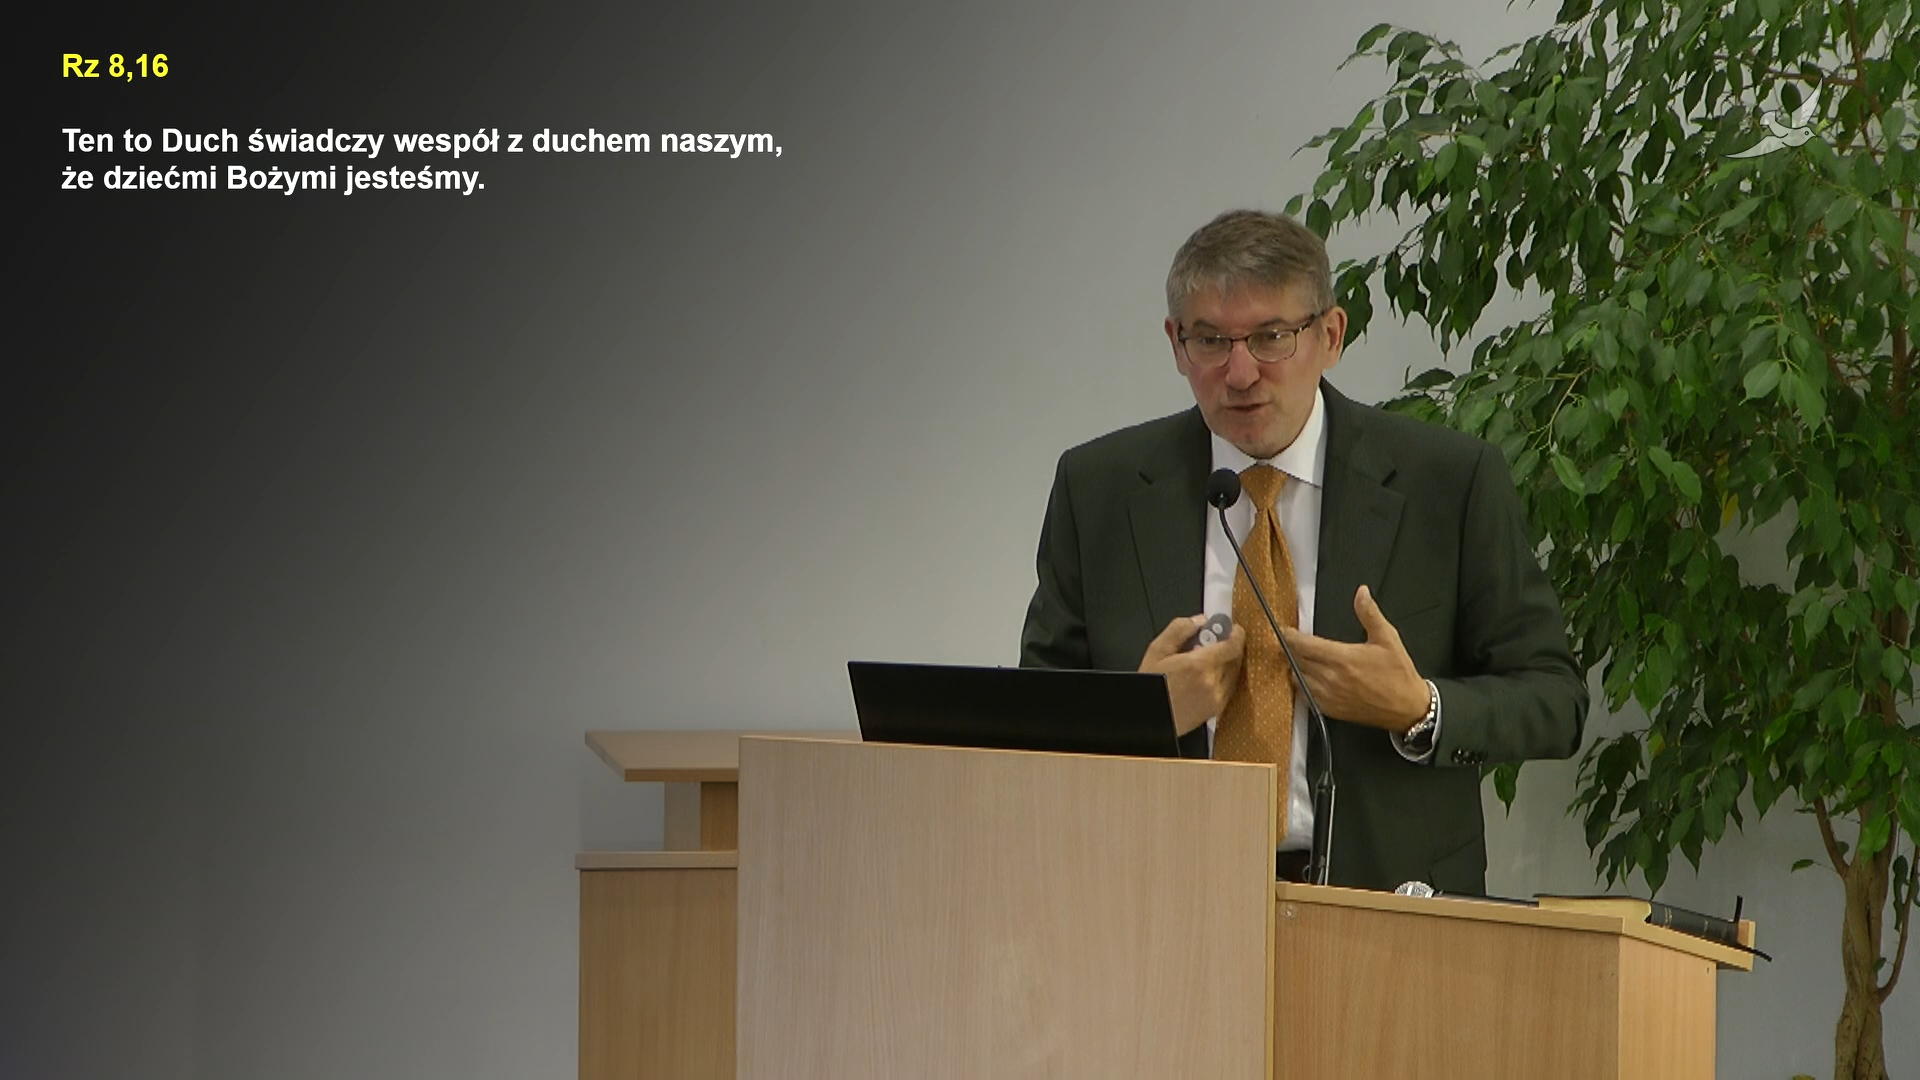 Rz 8,16
Ten to Duch świadczy wespół z duchem naszym,
że dziećmi Bożymi jesteśmy.